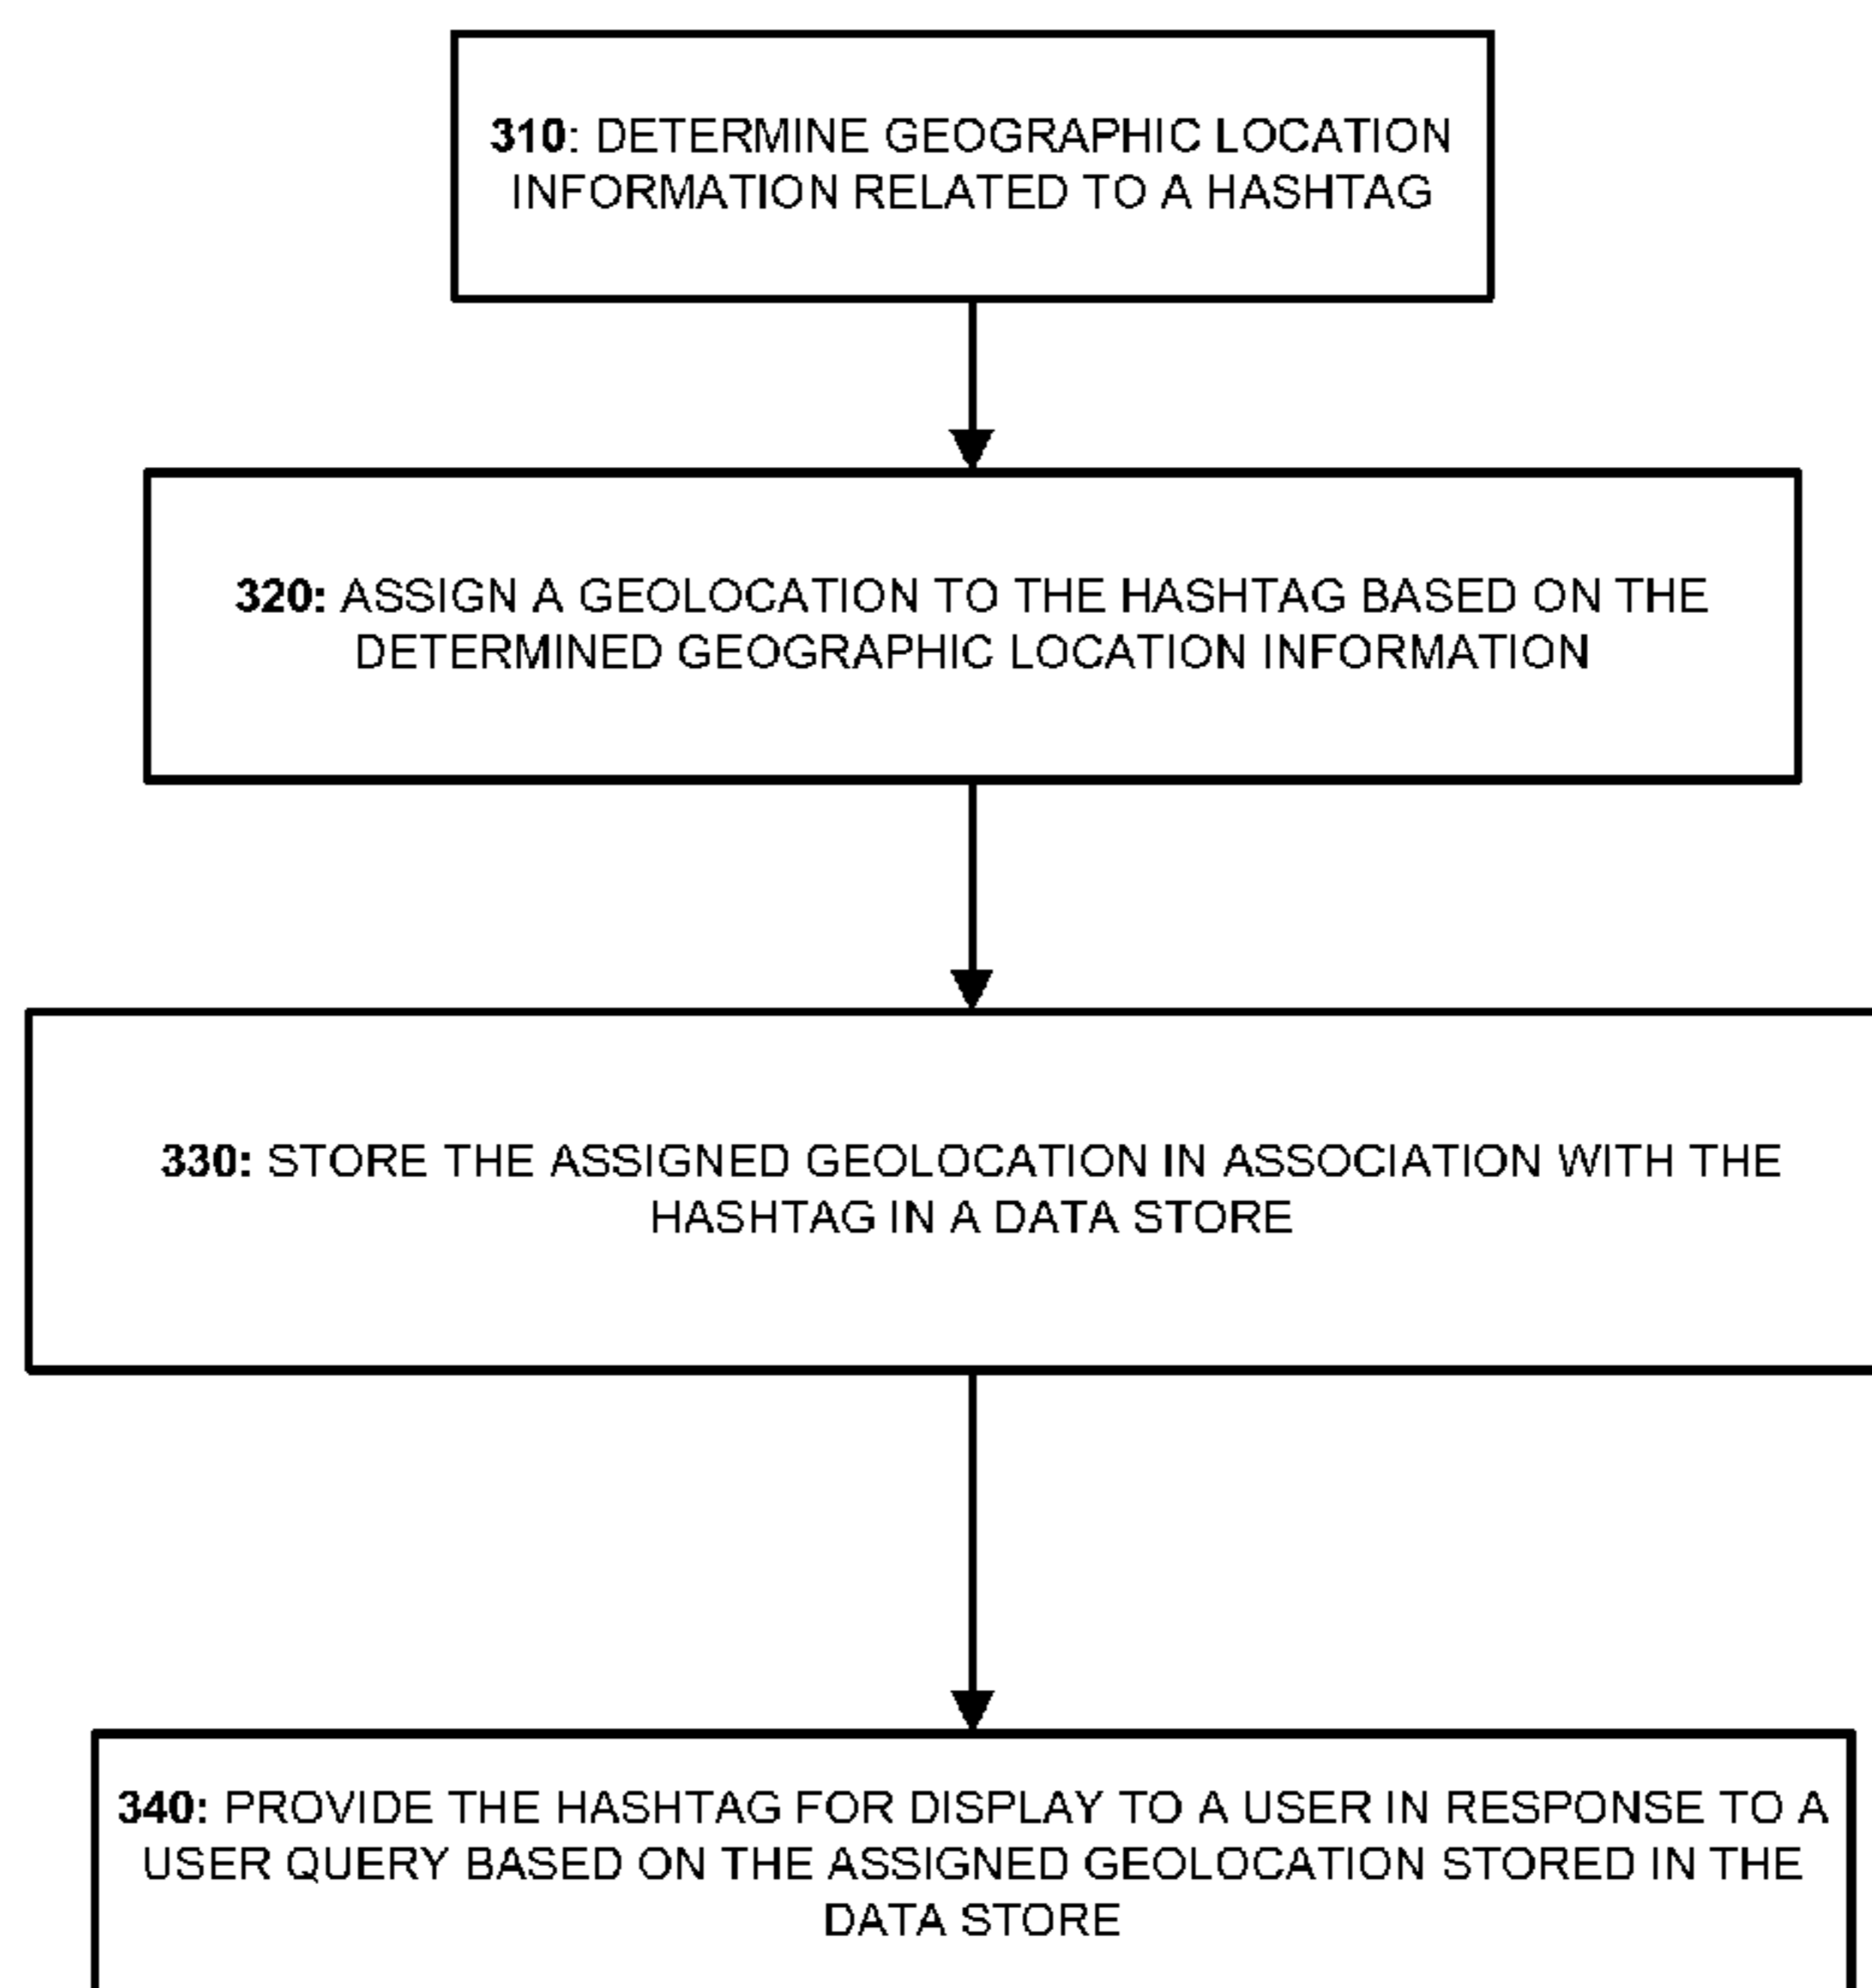 310: DETERMINE GEOGRAPHIC LOCATION
INFORMATION RELATED TO A HASHTAG
320: ASSIGN A GEOLOCATION TO THE HASHTAG BASED ON THE
DETERMINED GEOGRAPHIC LOCATION INFORMATION
330: STORE THE ASSIGNED GEOLOCATION IN ASSOCIATION WITH THE
HASHTAG IN A DATA STORE
340: PROVIDE THE HASHTAG FOR DISPLAY TO A USER IN RESPONSE TO A
USER QUERY BASED ON THE ASSIGNED GEOLOCATION STORED IN THE
DATA STORE